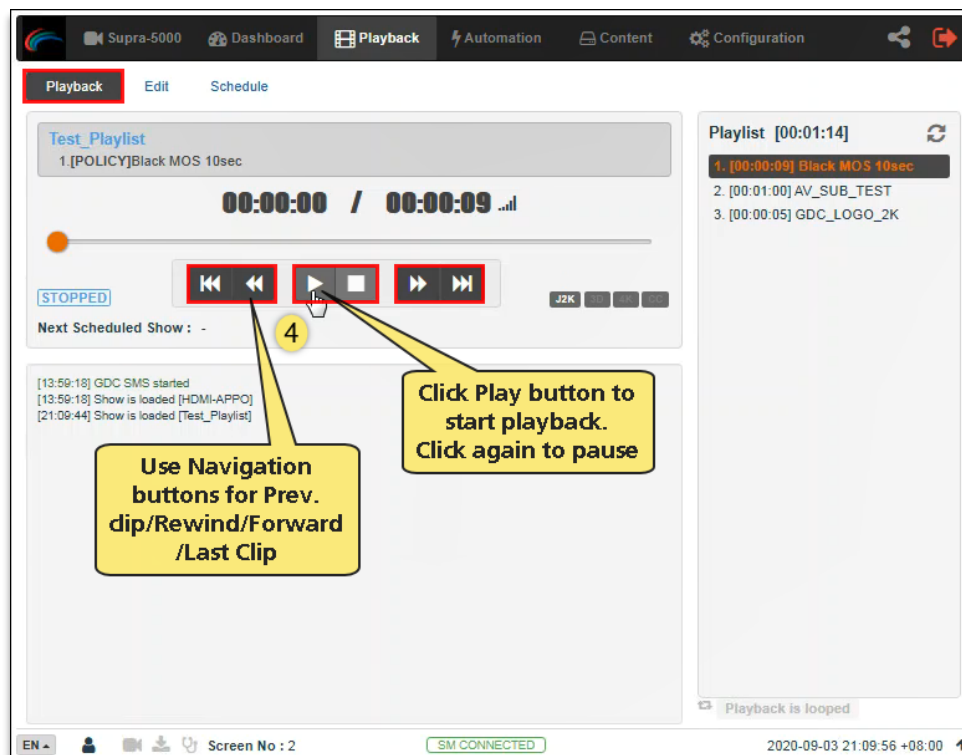 Supra-5000 Dashboard Playback Automation Content Configuration
Playback Edit Schedule
Test_Playlist
1.[POLICY]Black MOS 10sec
00:00:00 / 00:00:09
STOPPED
J2K 3D 4K CC
Next Scheduled Show : -
4
[13:59:18] GDC SMS started
[13:59:18] Show is loaded [HDMI-APPO]
[21:09:44] Show is loaded [Test_Playlist]
Click Play button to
start playback.
Click again to pause
Use Navigation
buttons for Prev.
clip/Rewind/Forward
/Last Clip
Playlist [00:01:14]
1. [00:00:09] Black MOS 10sec
2. [00:01:00] AV_SUB_TEST
3. [00:00:05] GDC_LOGO_2K
Playback is looped
EN Screen No : 2 SM CONNECTED 2020-09-03 21:09:56 +08:00